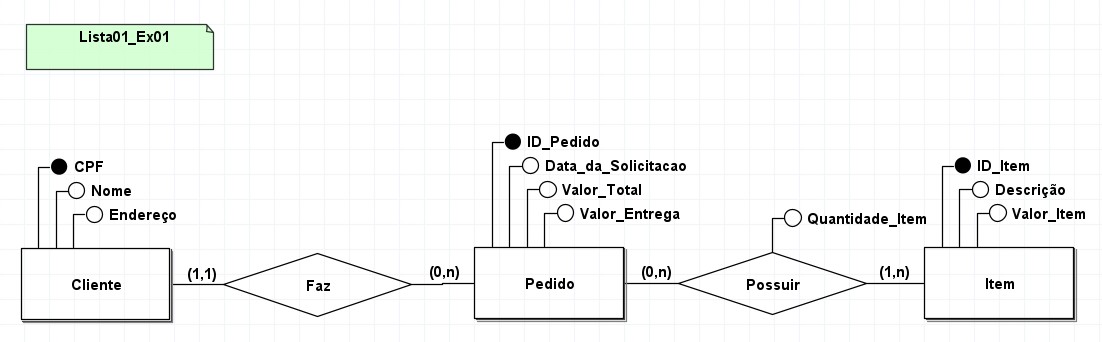 Lista01_Ex01
CPF
Nome
Endereço
ID_Pedido
Data_da_Solicitacao
Valor_Total
Valor_Entrega
Quantidade_Item
ID_Item
Descrição
Valor_Item
Cliente
(1,1)
Faz
(0,n)
Pedido
(0,n)
Possuir
(1,n)
Item